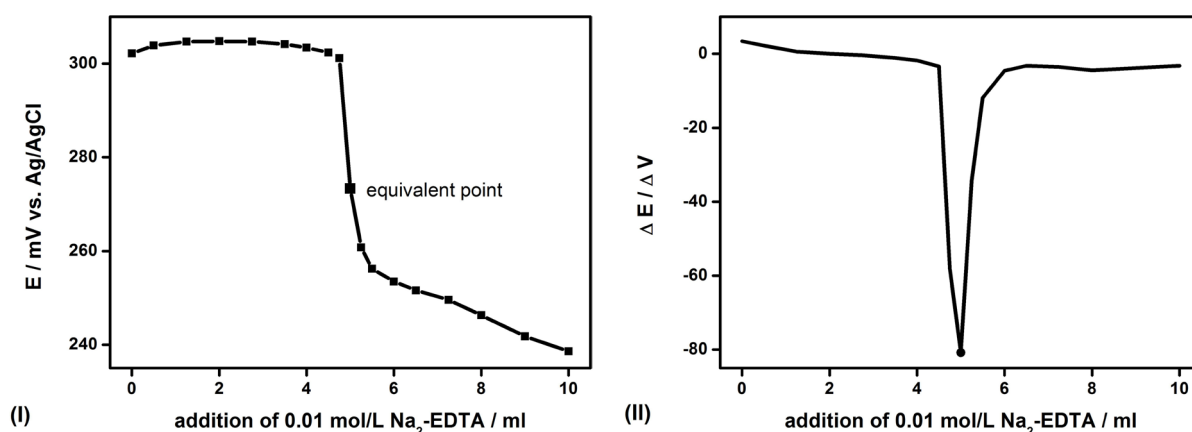 300
280
260
240
E / mV vs. Ag/AgCl
equivalent point
0 2 4 6 8 10
addition of 0.01 mol/L Na₂-EDTA / ml
(I)
0
-20
-40
-60
-80
Δ E / Δ V
0 2 4 6 8 10
addition of 0.01 mol/L Na₂-EDTA / ml
(II)